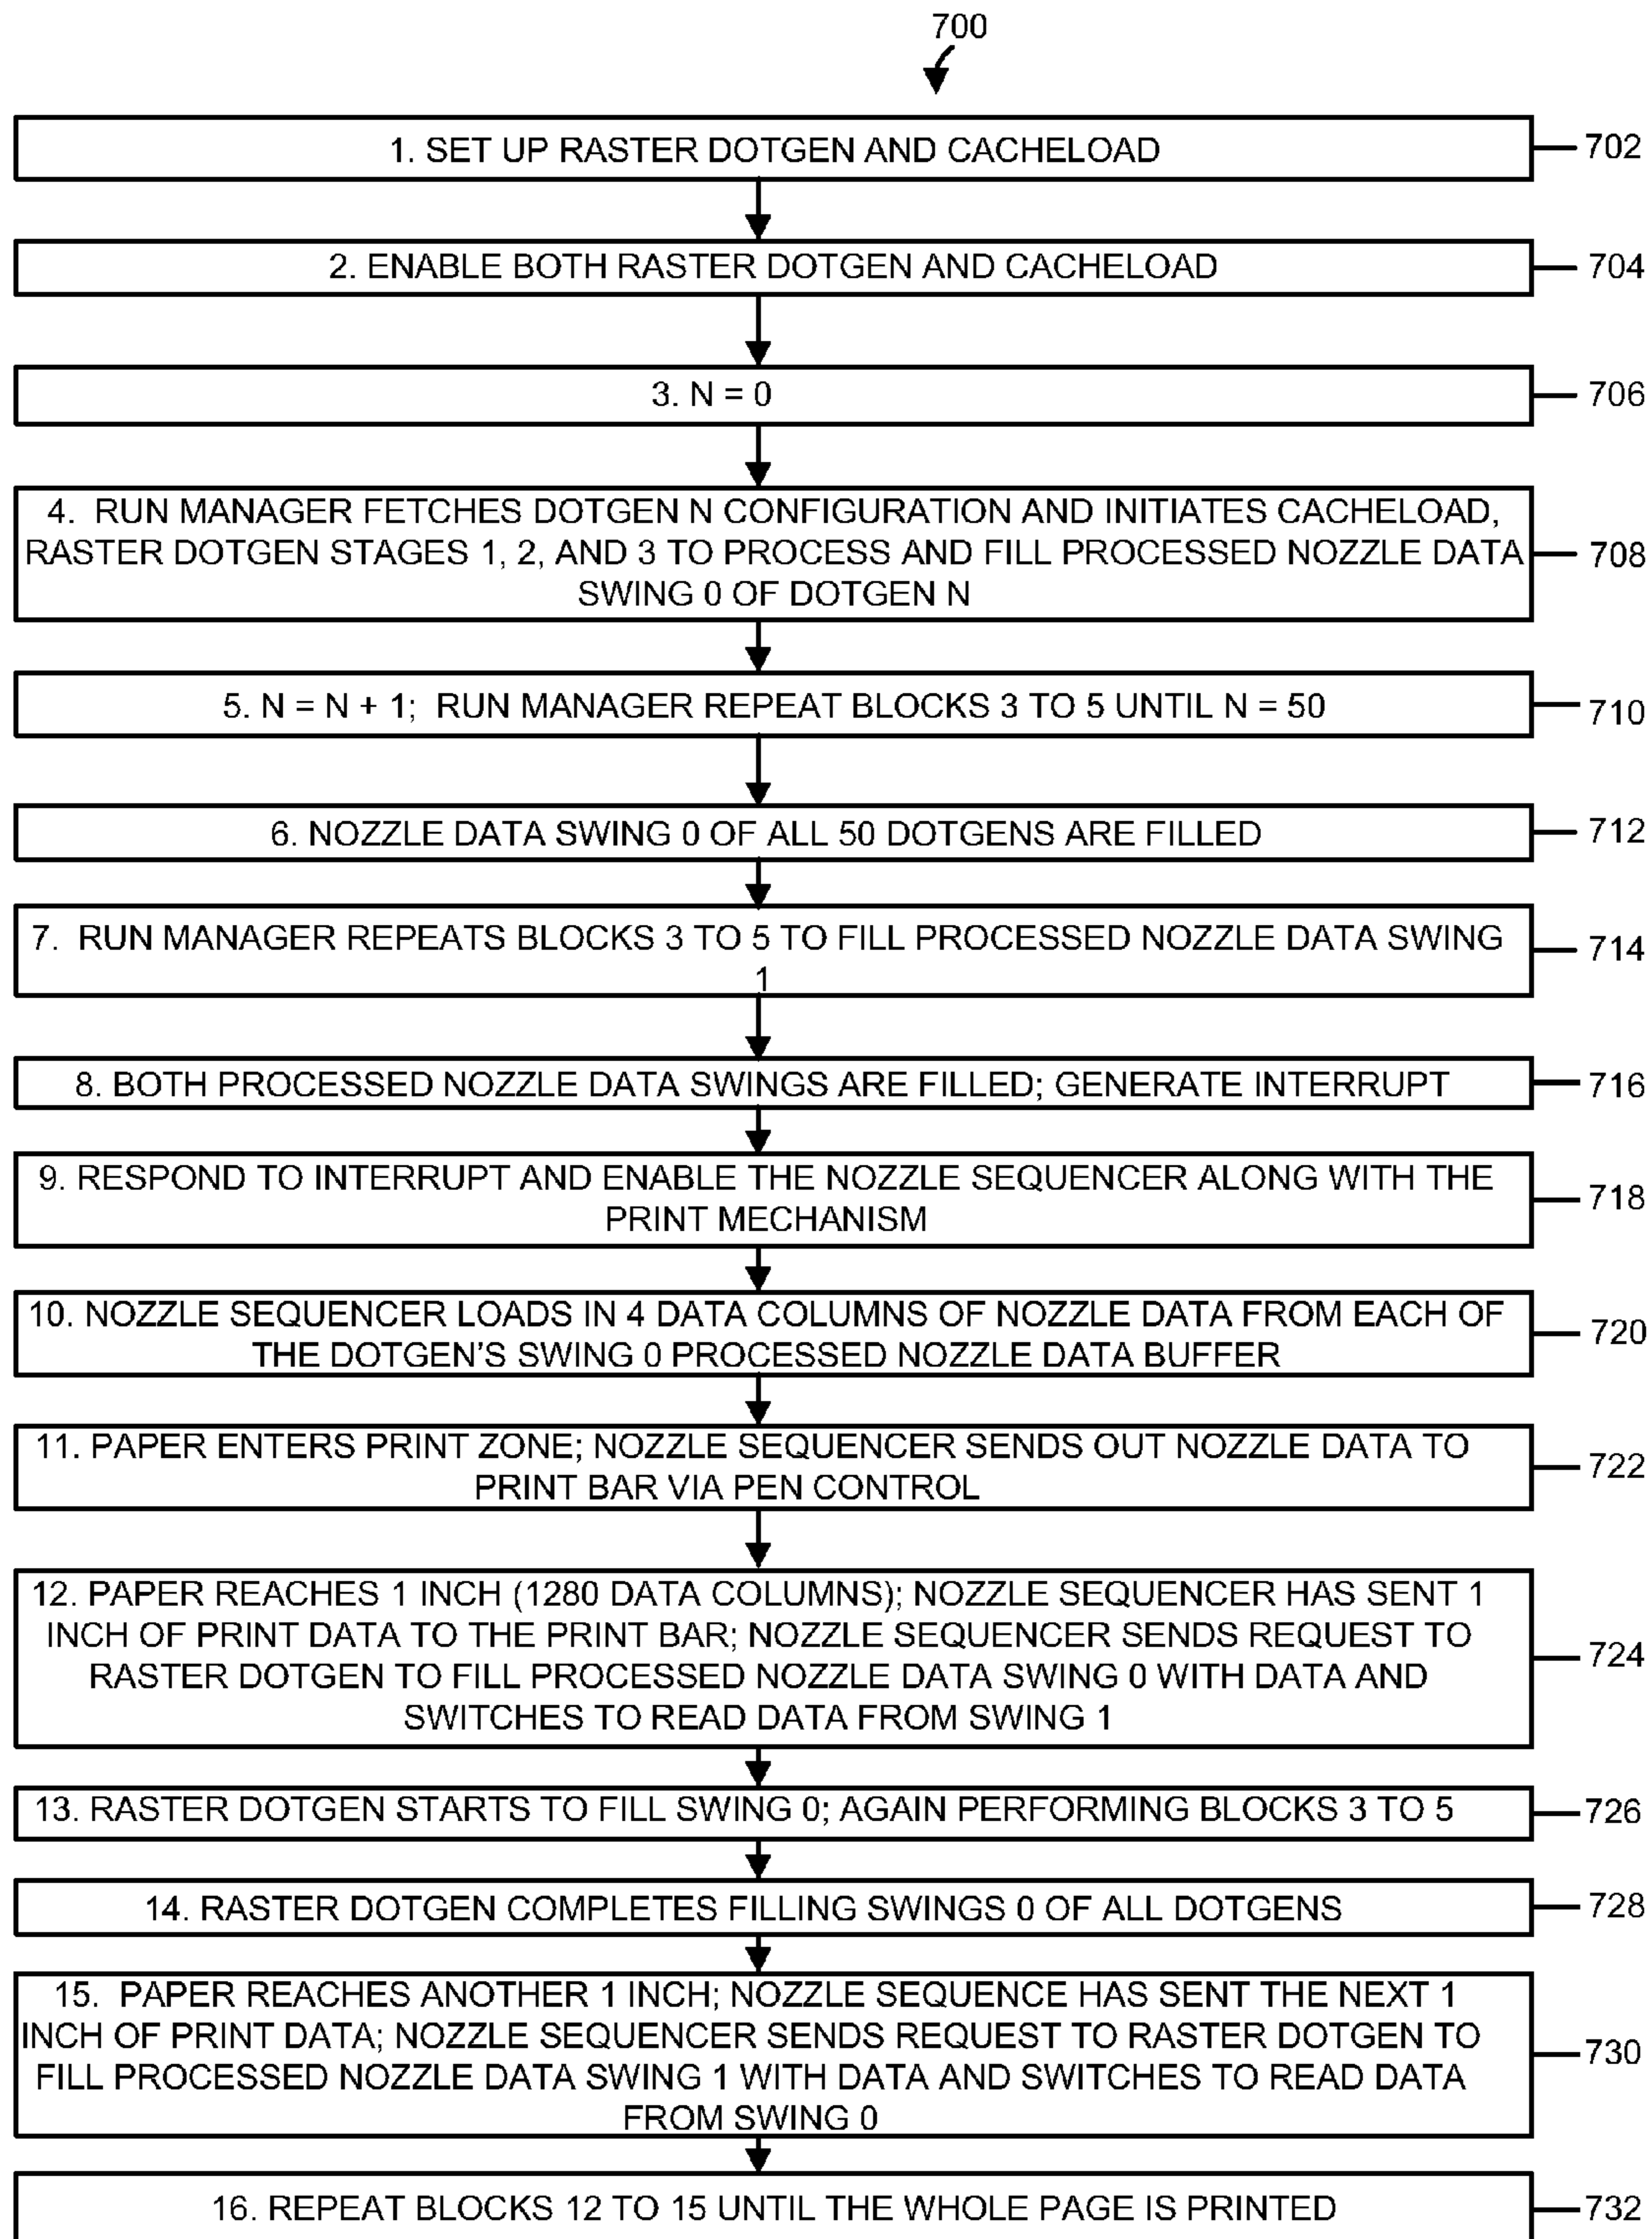 700
1. SET UP RASTER DOTGEN AND CACHELOAD
702
2. ENABLE BOTH RASTER DOTGEN AND CACHELOAD
704
3. N = 0
706
4. RUN MANAGER FETCHES DOTGEN N CONFIGURATION AND INITIATES CACHELOAD,
RASTER DOTGEN STAGES 1, 2, AND 3 TO PROCESS AND FILL PROCESSED NOZZLE DATA
SWING 0 OF DOTGEN N
708
5. N = N + 1; RUN MANAGER REPEAT BLOCKS 3 TO 5 UNTIL N = 50
710
6. NOZZLE DATA SWING 0 OF ALL 50 DOTGENS ARE FILLED
712
7. RUN MANAGER REPEATS BLOCKS 3 TO 5 TO FILL PROCESSED NOZZLE DATA SWING
1
714
8. BOTH PROCESSED NOZZLE DATA SWINGS ARE FILLED; GENERATE INTERRUPT
716
9. RESPOND TO INTERRUPT AND ENABLE THE NOZZLE SEQUENCER ALONG WITH THE
PRINT MECHANISM
718
10. NOZZLE SEQUENCER LOADS IN 4 DATA COLUMNS OF NOZZLE DATA FROM EACH OF
THE DOTGEN'S SWING 0 PROCESSED NOZZLE DATA BUFFER
720
11. PAPER ENTERS PRINT ZONE; NOZZLE SEQUENCER SENDS OUT NOZZLE DATA TO
PRINT BAR VIA PEN CONTROL
722
12. PAPER REACHES 1 INCH (1280 DATA COLUMNS); NOZZLE SEQUENCER HAS SENT 1
INCH OF PRINT DATA TO THE PRINT BAR; NOZZLE SEQUENCER SENDS REQUEST TO
RASTER DOTGEN TO FILL PROCESSED NOZZLE DATA SWING 0 WITH DATA AND
SWITCHES TO READ DATA FROM SWING 1
724
13. RASTER DOTGEN STARTS TO FILL SWING 0; AGAIN PERFORMING BLOCKS 3 TO 5
726
14. RASTER DOTGEN COMPLETES FILLING SWINGS 0 OF ALL DOTGENS
728
15. PAPER REACHES ANOTHER 1 INCH; NOZZLE SEQUENCE HAS SENT THE NEXT 1
INCH OF PRINT DATA; NOZZLE SEQUENCER SENDS REQUEST TO RASTER DOTGEN TO
FILL PROCESSED NOZZLE DATA SWING 1 WITH DATA AND SWITCHES TO READ DATA
FROM SWING 0
730
16. REPEAT BLOCKS 12 TO 15 UNTIL THE WHOLE PAGE IS PRINTED
732